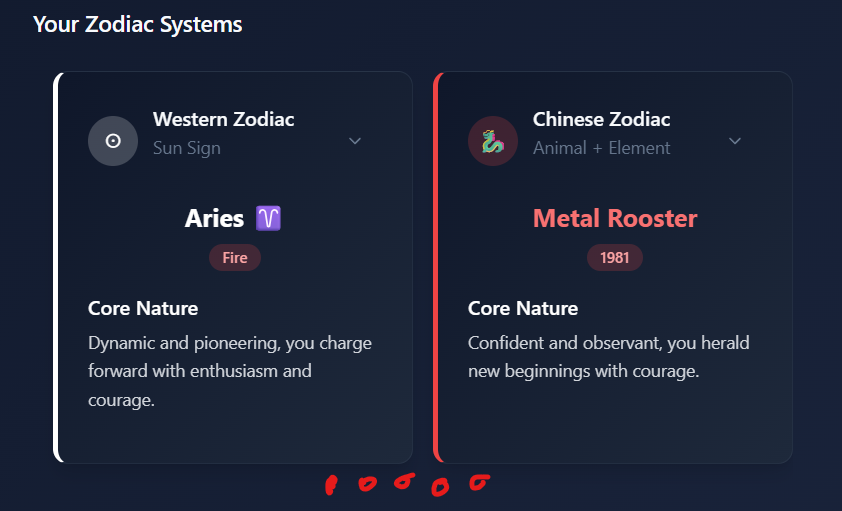 Your Zodiac Systems
Western Zodiac
Sun Sign
Aries ♈
Fire
Core Nature
Dynamic and pioneering, you charge
forward with enthusiasm and
courage.
Chinese Zodiac
Animal + Element
Metal Rooster
1981
Core Nature
Confident and observant, you herald
new beginnings with courage.